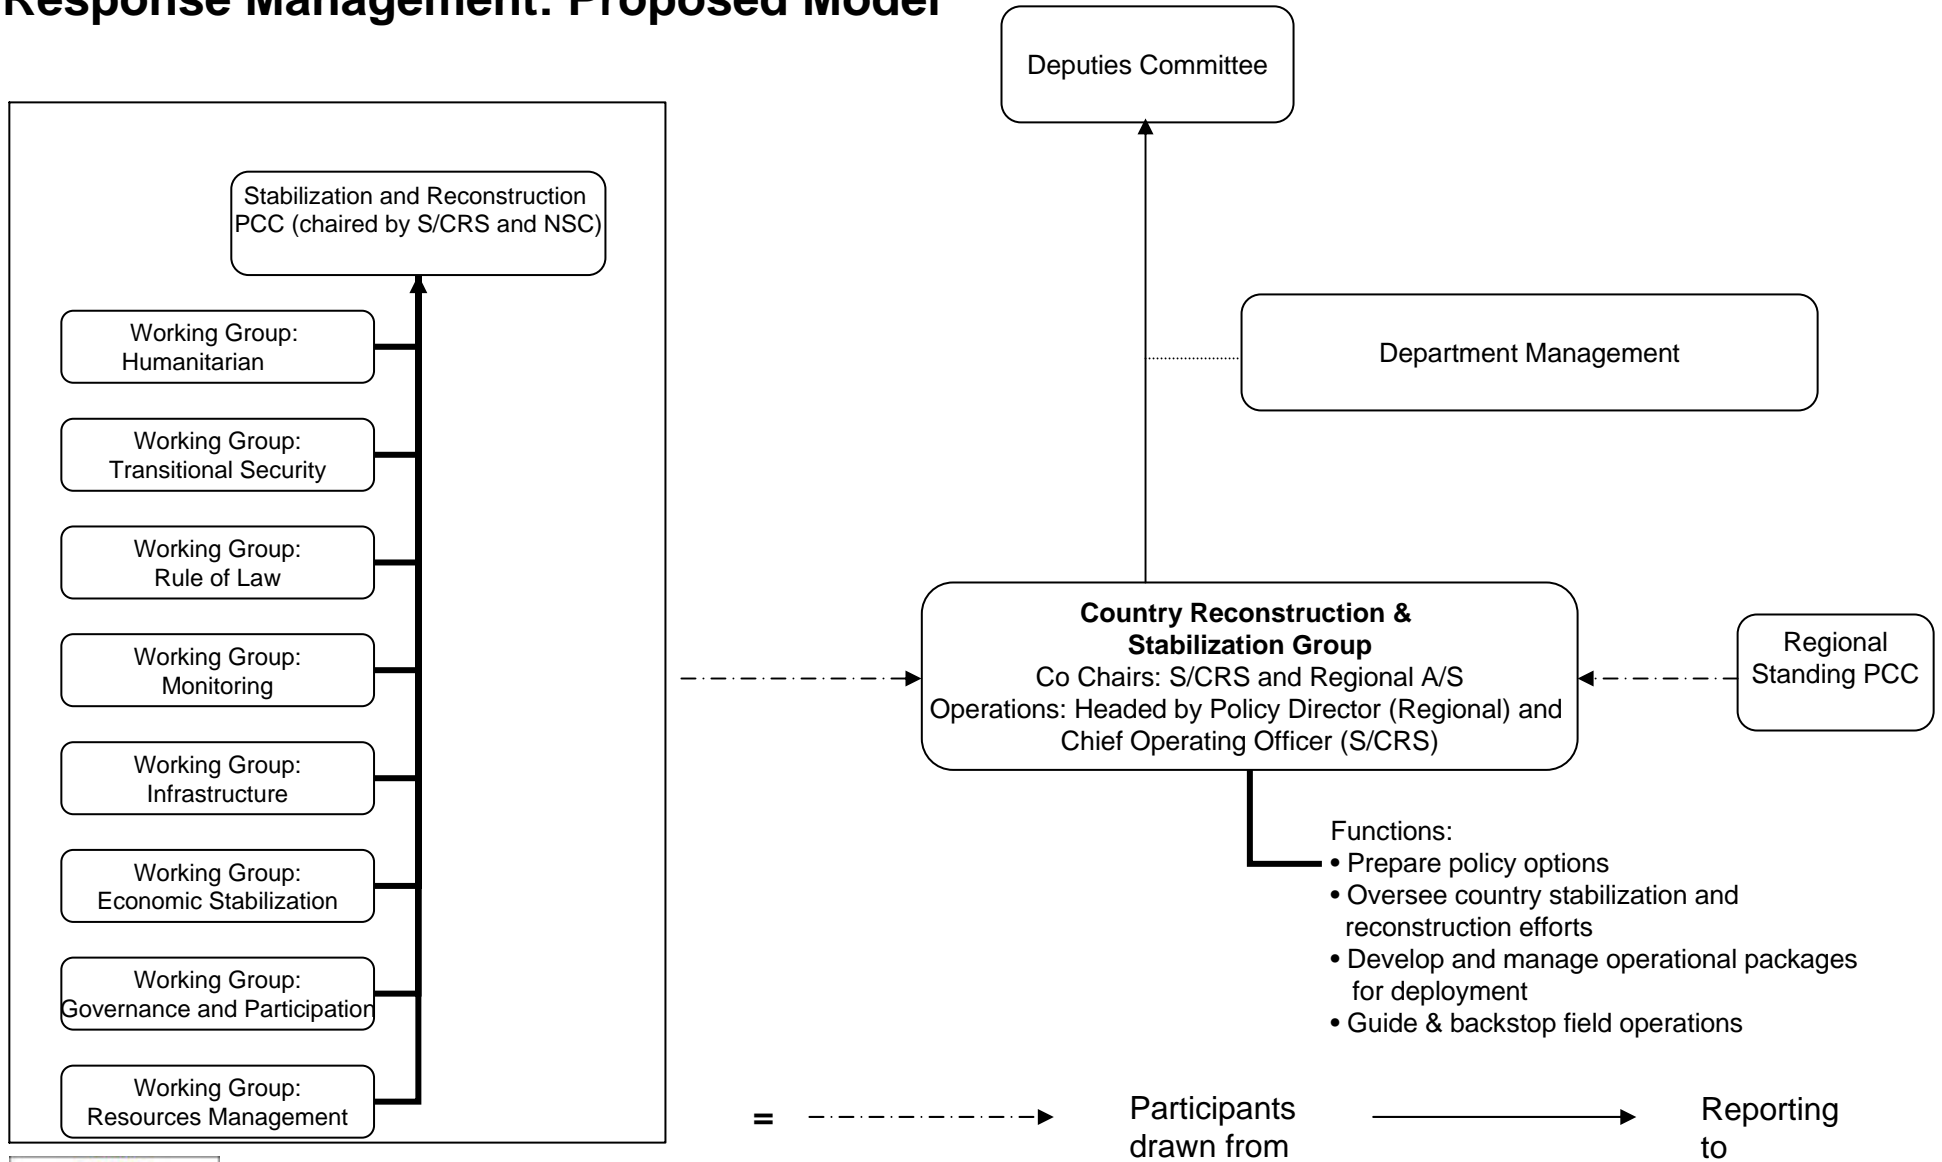 Response Management: Proposed Model
Deputies Committee
Stabilization and Reconstruction
PCC (chaired by S/CRS and NSC)
Working Group:
Humanitarian
Working Group:
Transitional Security
Working Group:
Rule of Law
Working Group:
Monitoring
Working Group:
Infrastructure
Working Group:
Economic Stabilization
Working Group:
Governance and Participation
Working Group:
Resources Management
Department Management
Country Reconstruction &
Stabilization Group
Co Chairs: S/CRS and Regional A/S
Operations: Headed by Policy Director (Regional) and
Chief Operating Officer (S/CRS)
Regional
Standing PCC
Functions:
• Prepare policy options
• Oversee country stabilization and
reconstruction efforts
• Develop and manage operational packages
for deployment
• Guide & backstop field operations
=
Participants
drawn from
Reporting
to